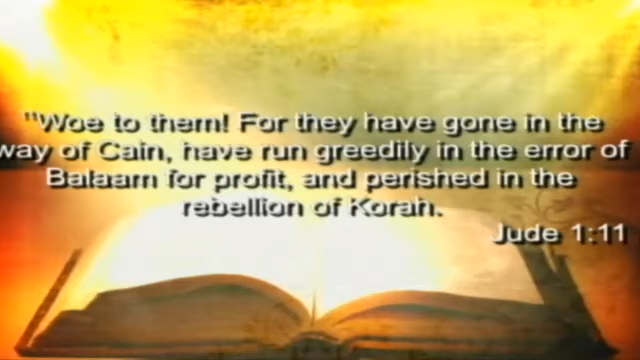 "Woe to them! For they have gone in the
way of Cain, have run greedily in the error of
Balaam for profit, and perished in the
rebellion of Korah.
Jude 1:11